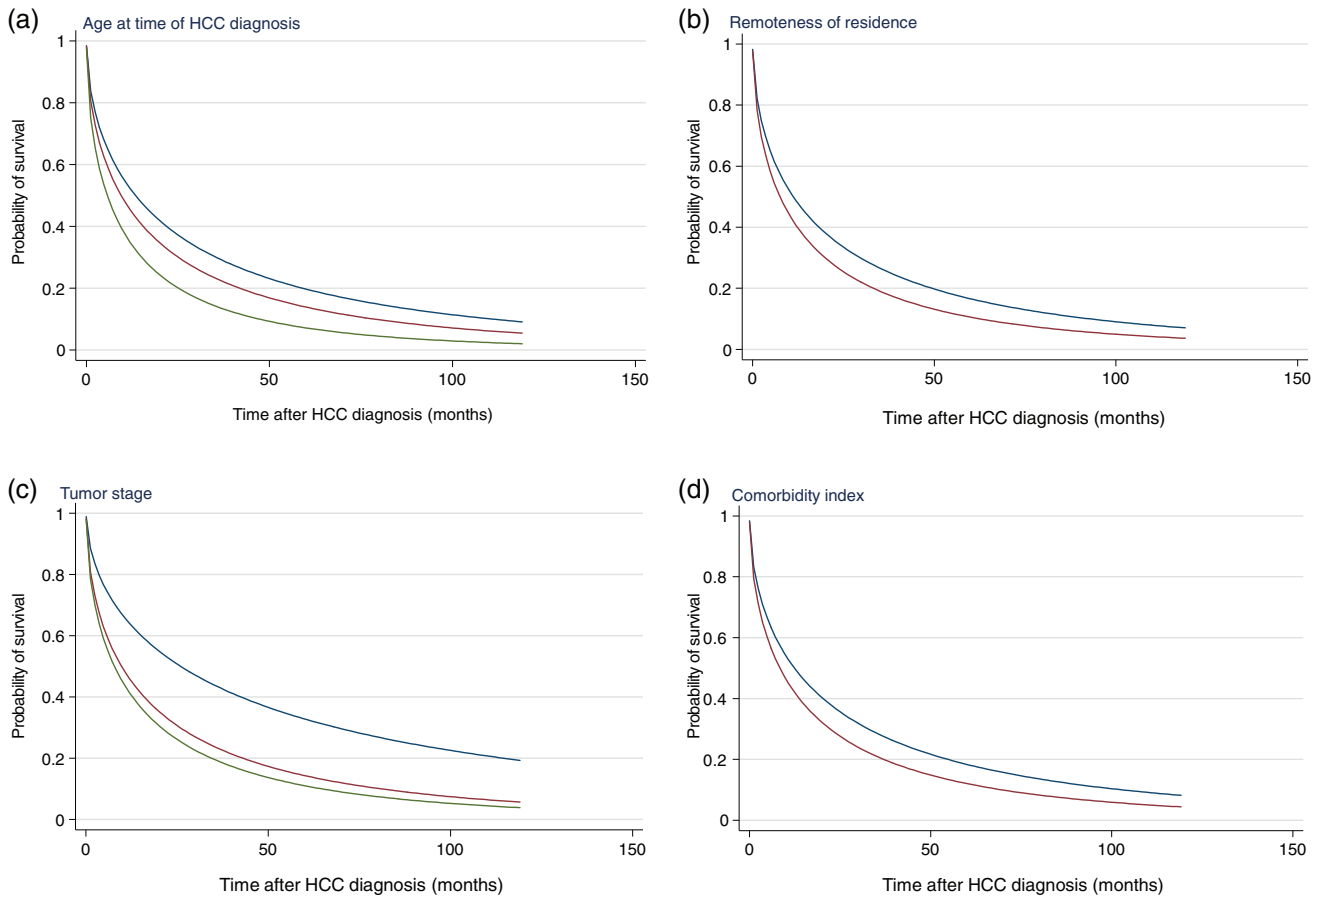 (a) Age at time of HCC diagnosis
1
0.8
0.6
0.4
0.2
0
Probability of survival
0 50 100 150
Time after HCC diagnosis (months)
(b) Remoteness of residence
1
0.8
0.6
0.4
0.2
0
Probability of survival
0 50 100 150
Time after HCC diagnosis (months)
(c) Tumor stage
1
0.8
0.6
0.4
0.2
0
Probability of survival
0 50 100 150
Time after HCC diagnosis (months)
(d) Comorbidity index
1
0.8
0.6
0.4
0.2
0
Probability of survival
0 50 100 150
Time after HCC diagnosis (months)